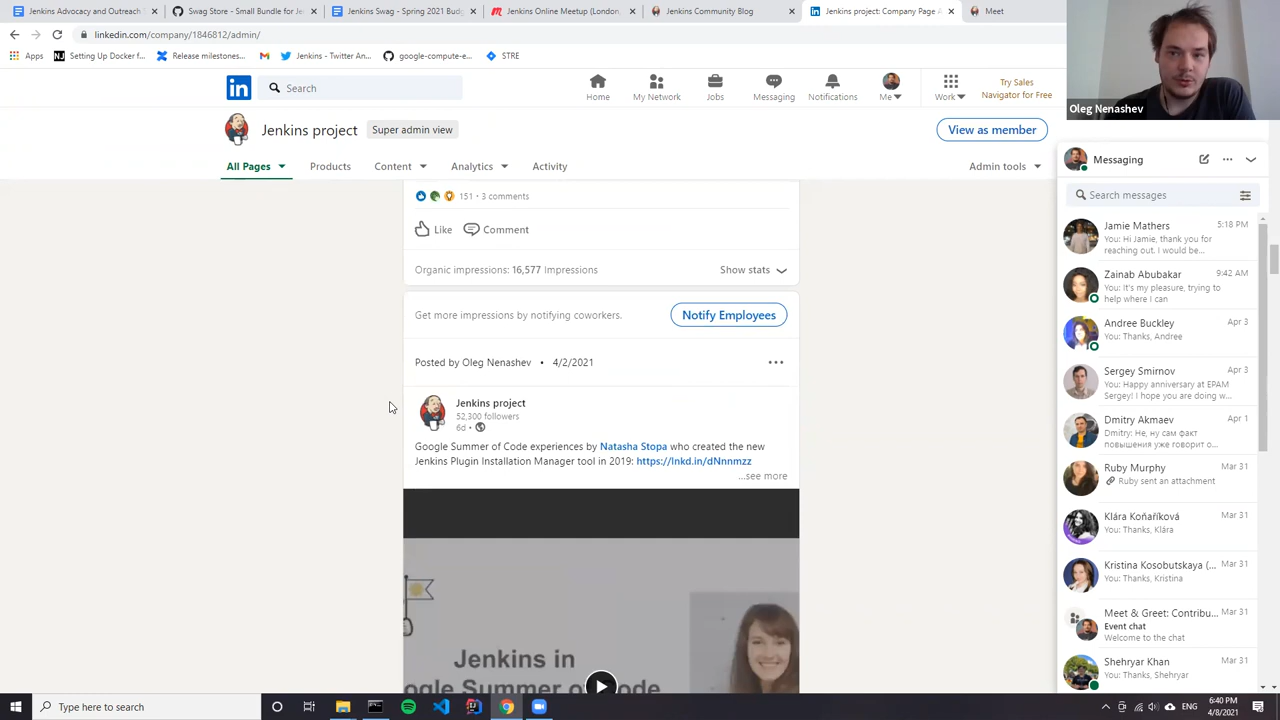 Jenkins Advocacy and Outreach
Swag Store - Small Bundle for Je
Jenkins Swag - Spring 2021 Budg
Jenkins Online Meetup (London,
Jenkins Community Blog
Jenkins project: Company Page A
Meet
linkedin.com/company/1846812/admin/
Apps
Setting Up Docker f...
Release milestones...
Jenkins - Twitter An...
google-compute-e...
STRE
Oleg Nenashev
Search
Home
My Network
Jobs
Messaging
Notifications
Me
Work
Try Sales
Navigator for Free
Jenkins project
Super admin view
View as member
All Pages
Products
Content
Analytics
Activity
Admin tools
151 • 3 comments
Like
Comment
Organic impressions: 16,577 Impressions
Show stats
Get more impressions by notifying coworkers.
Notify Employees
Posted by Oleg Nenashev • 4/2/2021
Jenkins project
52,300 followers
6d •
Google Summer of Code experiences by Natasha Stopa who created the new
Jenkins Plugin Installation Manager tool in 2019: https://lnkd.in/dNnnmzz
...see more
Jenkins in
ogle Summer of Code
Messaging
Search messages
Jamie Mathers 5:18 PM
You: Hi Jamie, thank you for
reaching out. I would be...
Zainab Abubakar 9:42 AM
You: It's my pleasure, trying to
help where I can
Andree Buckley Apr 3
You: Thanks, Andree
Sergey Smirnov Apr 3
You: Happy anniversary at EPAM
Sergey! I hope you are doing w...
Dmitry Akmaev Apr 1
Dmitry: Не, ну сам факт
повышения уже говорит о...
Ruby Murphy Mar 31
Ruby sent an attachment
Klára Koňaříková Mar 31
You: Thanks, Klára
Kristina Kosobutskaya (... Mar 31
You: Thanks, Kristina
Meet & Greet: Contribu... Mar 31
Event chat
Welcome to the chat
Shehryar Khan Mar 31
You: Thanks, Shehryar
Type here to search
ENG
6:40 PM
4/8/2021